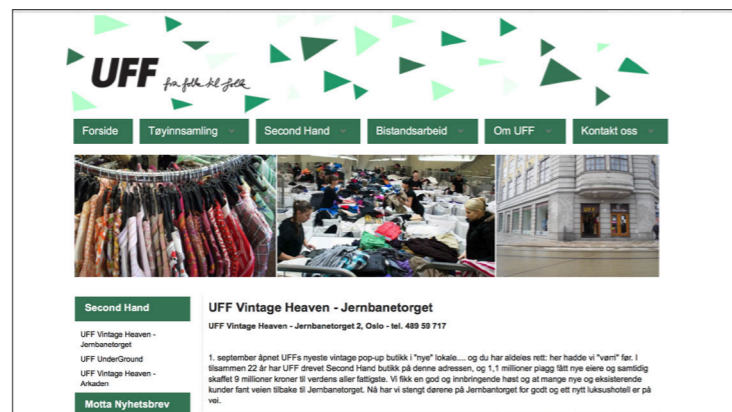 UFF fra folk til folk
Forside Tøyinnsamling Second Hand Bistandsarbeid Om UFF Kontakt oss
UFF
Second Hand
UFF Vintage Heaven -
Jernbanetorget
UFF UnderGround
UFF Vintage Heaven -
Arkaden
Motta Nyhetsbrev
UFF Vintage Heaven - Jernbanetorget
UFF Vintage Heaven - Jernbanetorget 2, Oslo - tel. 489 59 717
1. september åpnet UFFs nyeste vintage pop-up butikk i "nye" lokale.... og du har aldeles rett: her hadde vi "vørri" før. I
tilsammen 22 år har UFF drevet Second Hand butikk på denne adressen, og 1,1 millioner plagg fått nye eiere og samtidig
skaffet 9 millioner kroner til verdens aller fattigste. Vi fikk en god og innbringende høst og at mange nye og eksisterende
kunder fant veien tilbake til Jernbanetorget. Nå har vi stengt dørene på Jernbantorget for godt og ett nytt luksushotell er på
vei.